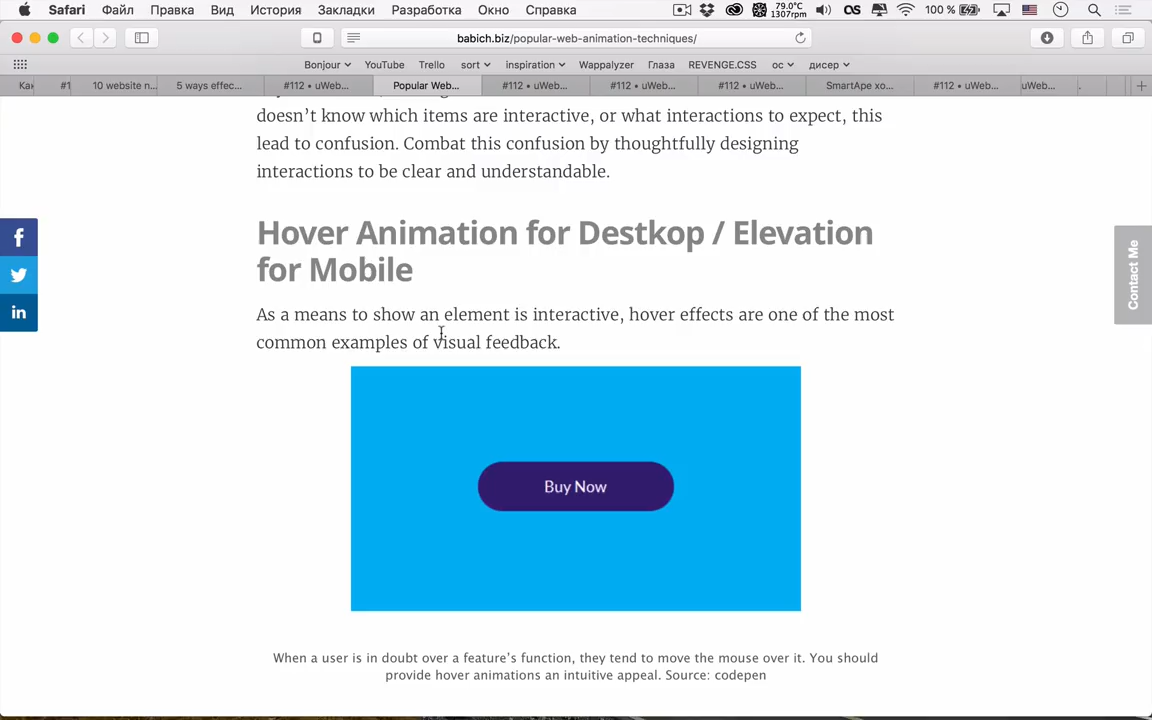 Safari Файл Правка Вид История Закладки Разработка Окно Справка 79.0°C 1307rpm 100 %
babich.biz/popular-web-animation-techniques/
Bonjour YouTube Trello sort inspiration Wappalyzer Глаза REVENGE.CSS ос дисер
Как #1 10 website n... 5 ways effec... #112 • uWeb... Popular Web... #112 • uWeb... #112 • uWeb... #112 • uWeb... SmartApe хо... #112 • uWeb... uWeb...
doesn’t know which items are interactive, or what interactions to expect, this
lead to confusion. Combat this confusion by thoughtfully designing
interactions to be clear and understandable.
Hover Animation for Destkop / Elevation
for Mobile
Contact Me
As a means to show an element is interactive, hover effects are one of the most
common examples of visual feedback.
Buy Now
When a user is in doubt over a feature’s function, they tend to move the mouse over it. You should
provide hover animations an intuitive appeal. Source: codepen